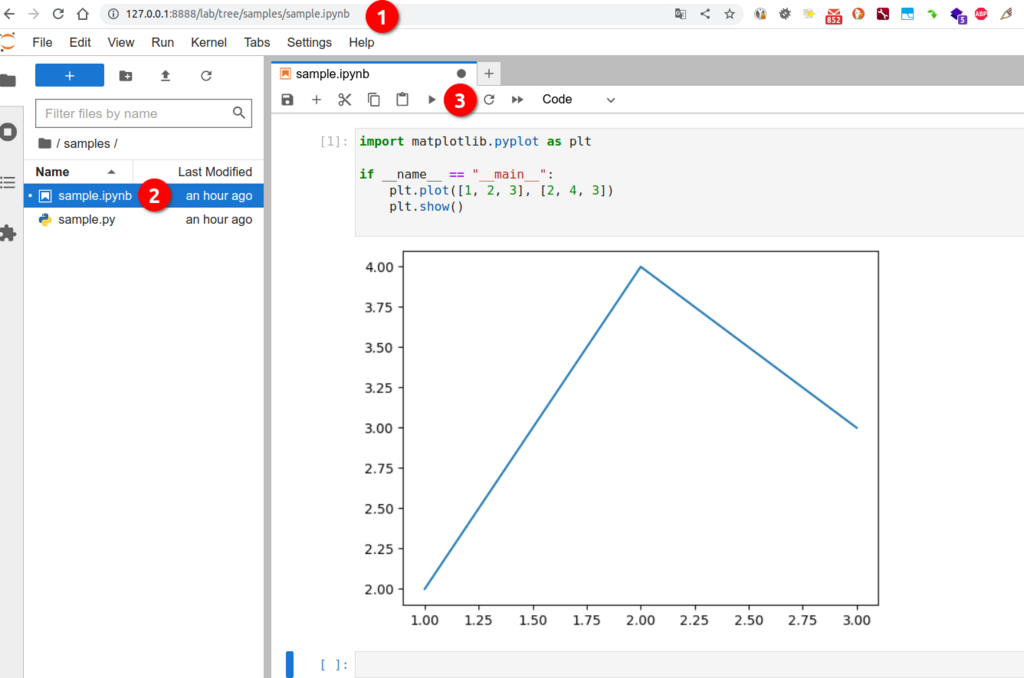 127.0.0.1:8888/lab/tree/samples/sample.ipynb
1
852
5
ABP
File Edit View Run Kernel Tabs Settings Help
+
sample.ipynb
+
Filter files by name
+ 3 Code
/ samples /
Name Last Modified
sample.ipynb 2 an hour ago
sample.py an hour ago
[1]: import matplotlib.pyplot as plt
if __name__ == "__main__":
plt.plot([1, 2, 3], [2, 4, 3])
plt.show()
4.00
3.75
3.50
3.25
3.00
2.75
2.50
2.25
2.00
1.00 1.25 1.50 1.75 2.00 2.25 2.50 2.75 3.00
[ ]: